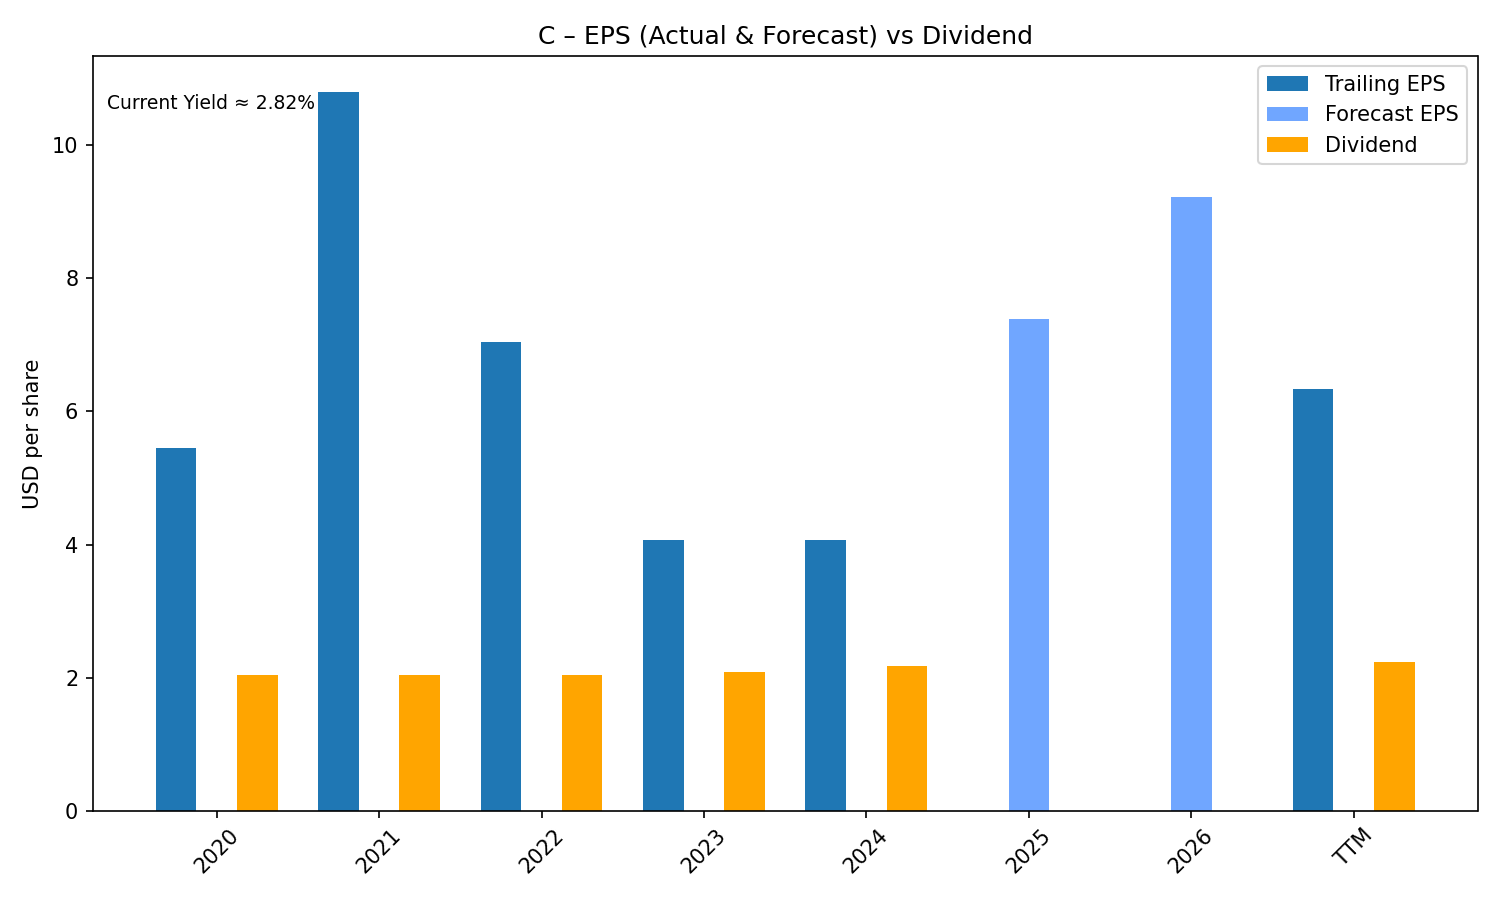 C – EPS (Actual & Forecast) vs Dividend
Current Yield ≈ 2.82%
Trailing EPS
Forecast EPS
Dividend
USD per share
10
8
6
4
2
0
2020
2021
2022
2023
2024
2025
2026
TTM